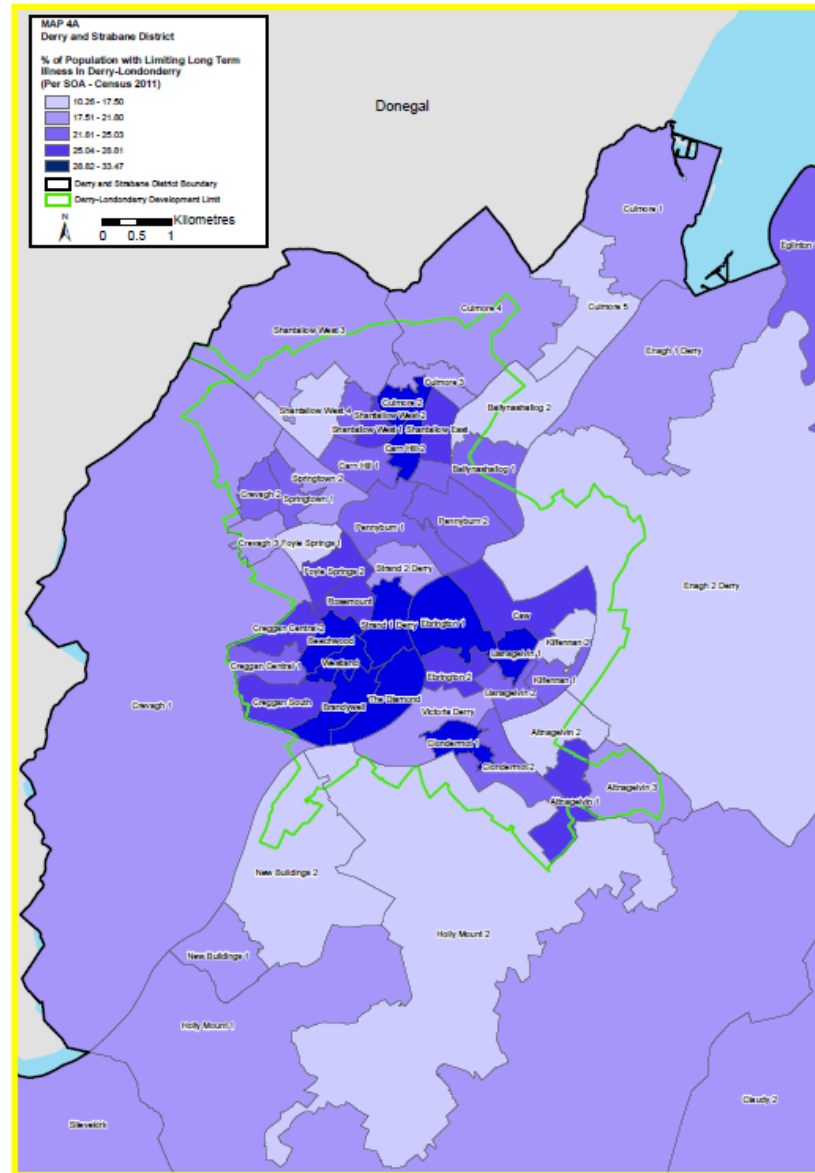 MAP 4A
Derry and Strabane District
% of Population with Limiting Long Term
Illness in Derry-Londonderry
(Per SOA - Census 2011)
10.26 - 17.50
17.51 - 21.80
21.81 - 25.03
25.04 - 28.81
28.82 - 33.47
Derry and Strabane District Boundary
Derry-Londonderry Development Limit
N
Kilometres
0 0.5 1
Donegal
Culmore 1
Eglinton
Culmore 4
Culmore 5
Shantallow West 3
Enagh 1 Derry
Culmore 3
Culmore 2
Ballynashallog 2
Shantallow West 4
Shantallow West 2
Shantallow West 1
Shantallow East
Carn Hill 2
Carn Hill 1
Ballynashallog 1
Springtown 2
Crevagh 2
Springtown 1
Pennyburn 2
Pennyburn 1
Crevagh 3
Foyle Springs 1
Foyle Springs 2
Strand 2 Derry
Enagh 2 Derry
Rosemount
Caw
Strand 1 Derry
Ebrington 1
Creggan Central 2
Beechwood
Kilfennan 2
Lisnagelvin 1
Westland
Creggan Central 1
Ebrington 2
Kilfennan 1
Lisnagelvin 2
The Diamond
Creggan South
Brandywell
Crevagh 1
Victoria Derry
Altnagelvin 2
Clondermot 1
Clondermot 2
Altnagelvin 3
Altnagelvin 1
New Buildings 2
Holly Mount 2
New Buildings 1
Holly Mount 1
Claudy 2
Slievekirk